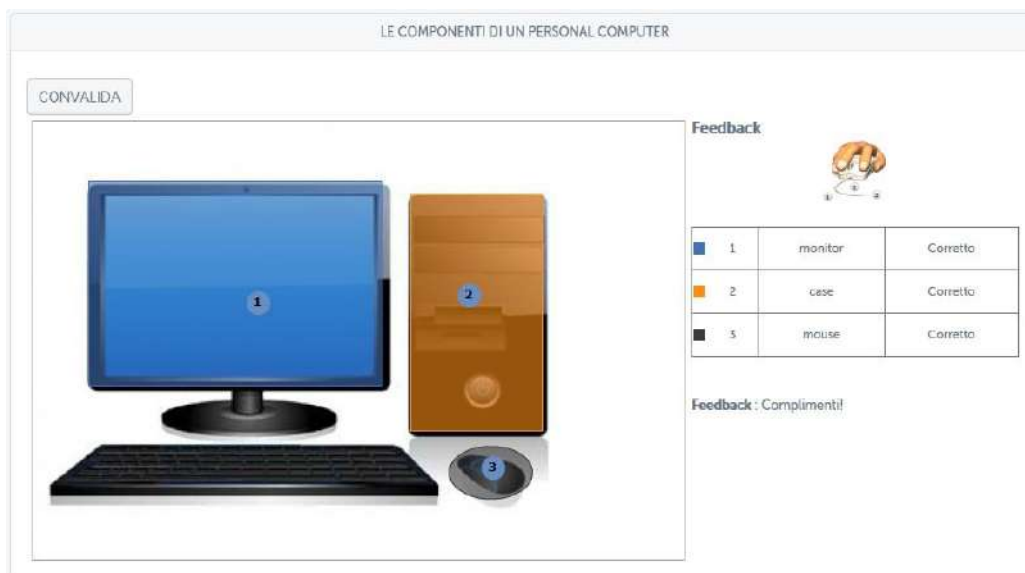 LE COMPONENTI DI UN PERSONAL COMPUTER
CONVALIDA
1
2
3
Feedback
1 monitor Corretto
2 case Corretto
3 mouse Corretto
Feedback : Complimenti!